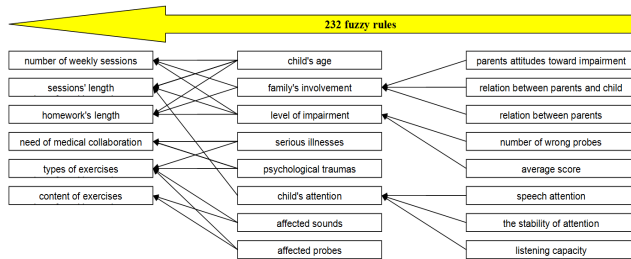 232 fuzzy rules
number of weekly sessions
child's age
parents attitudes toward impairment
sessions' length
family's involvement
relation between parents and child
homework's length
level of impairment
relation between parents
need of medical collaboration
serious illnesses
number of wrong probes
types of exercises
psychological traumas
average score
content of exercises
child's attention
speech attention
affected sounds
the stability of attention
affected probes
listening capacity